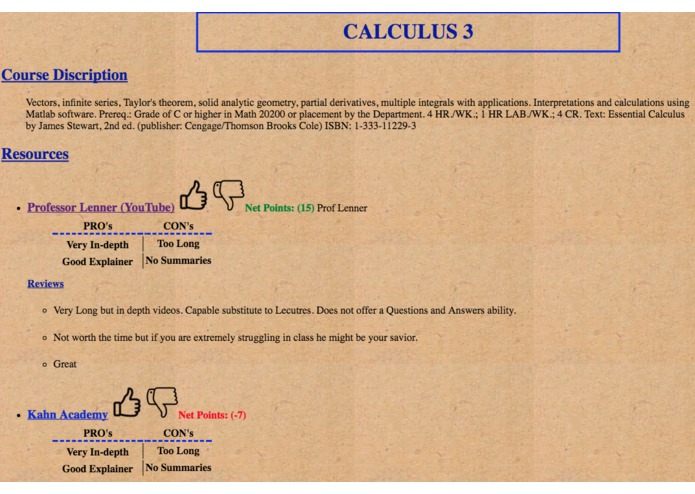 CALCULUS 3
Course Discription
Vectors, infinite series, Taylor's theorem, solid analytic geometry, partial derivatives, multiple integrals with applications. Interpretations and calculations using
Matlab software. Prereq.: Grade of C or higher in Math 20200 or placement by the Department. 4 HR./WK.; 1 HR LAB./WK.; 4 CR. Text: Essential Calculus
by James Stewart, 2nd ed. (publisher: Cengage/Thomson Brooks Cole) ISBN: 1-333-11229-3
Resources
Professor Lenner (YouTube) Net Points: (15) Prof Lenner
PRO's CON's
Very In-depth Too Long
Good Explainer No Summaries
Reviews
Very Long but in depth videos. Capable substitute to Lecutres. Does not offer a Questions and Answers ability.
Not worth the time but if you are extremely struggling in class he might be your savior.
Great
Kahn Academy Net Points: (-7)
PRO's CON's
Very In-depth Too Long
Good Explainer No Summaries